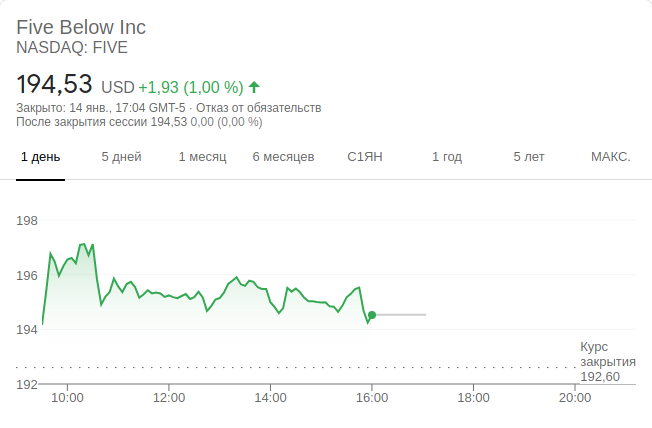 Five Below Inc
NASDAQ: FIVE
194,53 USD +1,93 (1,00 %)
Закрыто: 14 янв., 17:04 GMT-5 · Отказ от обязательств
После закрытия сессии 194,53 0,00 (0,00 %)
1 день 5 дней 1 месяц 6 месяцев С1ЯН 1 год 5 лет МАКС.
198
196
194
Курс
закрытия
192,60
192
10:00 12:00 14:00 16:00 18:00 20:00